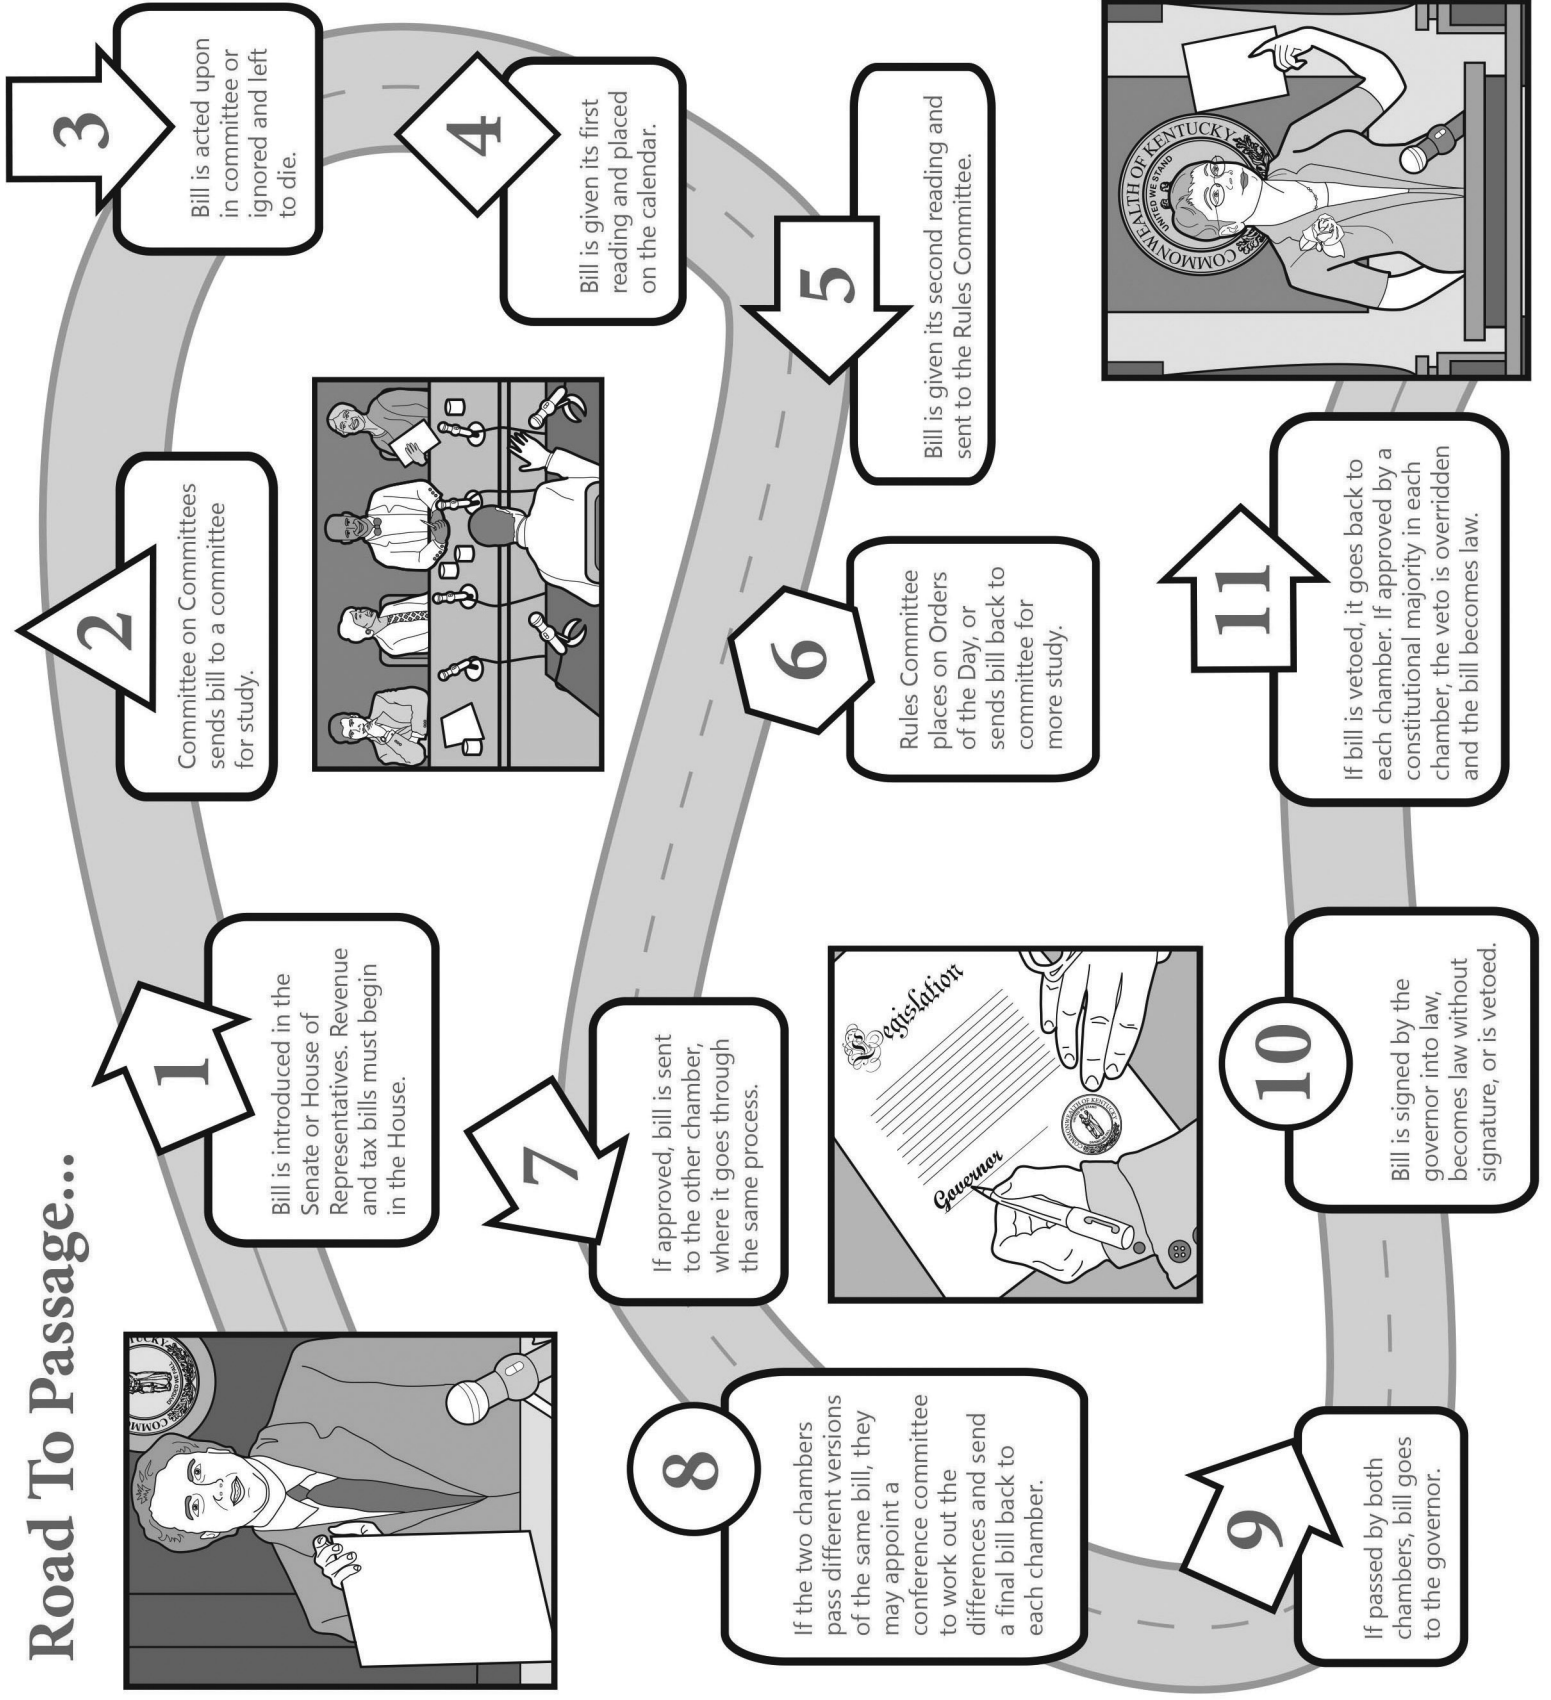 Road To Passage...
1
Bill is introduced in the
Senate or House of
Representatives. Revenue
and tax bills must begin
in the House.
2
Committee on Committees
sends bill to a committee
for study.
3
Bill is acted upon
in committee or
ignored and left
to die.
4
Bill is given its first
reading and placed
on the calendar.
5
Bill is given its second reading and
sent to the Rules Committee.
6
Rules Committee
places on Orders
of the Day, or
sends bill back to
committee for
more study.
7
If approved, bill is sent
to the other chamber,
where it goes through
the same process.
8
If the two chambers
pass different versions
of the same bill, they
may appoint a
conference committee
to work out the
differences and send
a final bill back to
each chamber.
9
If passed by both
chambers, bill goes
to the governor.
10
Bill is signed by the
governor into law,
becomes law without
signature, or is vetoed.
11
If bill is vetoed, it goes back to
each chamber. If approved by a
constitutional majority in each
chamber, the veto is overridden
and the bill becomes law.
Legislation
Governor
COMMONWEALTH OF KENTUCKY
COMMONWEALTH OF KENTUCKY
UNITED WE STAND